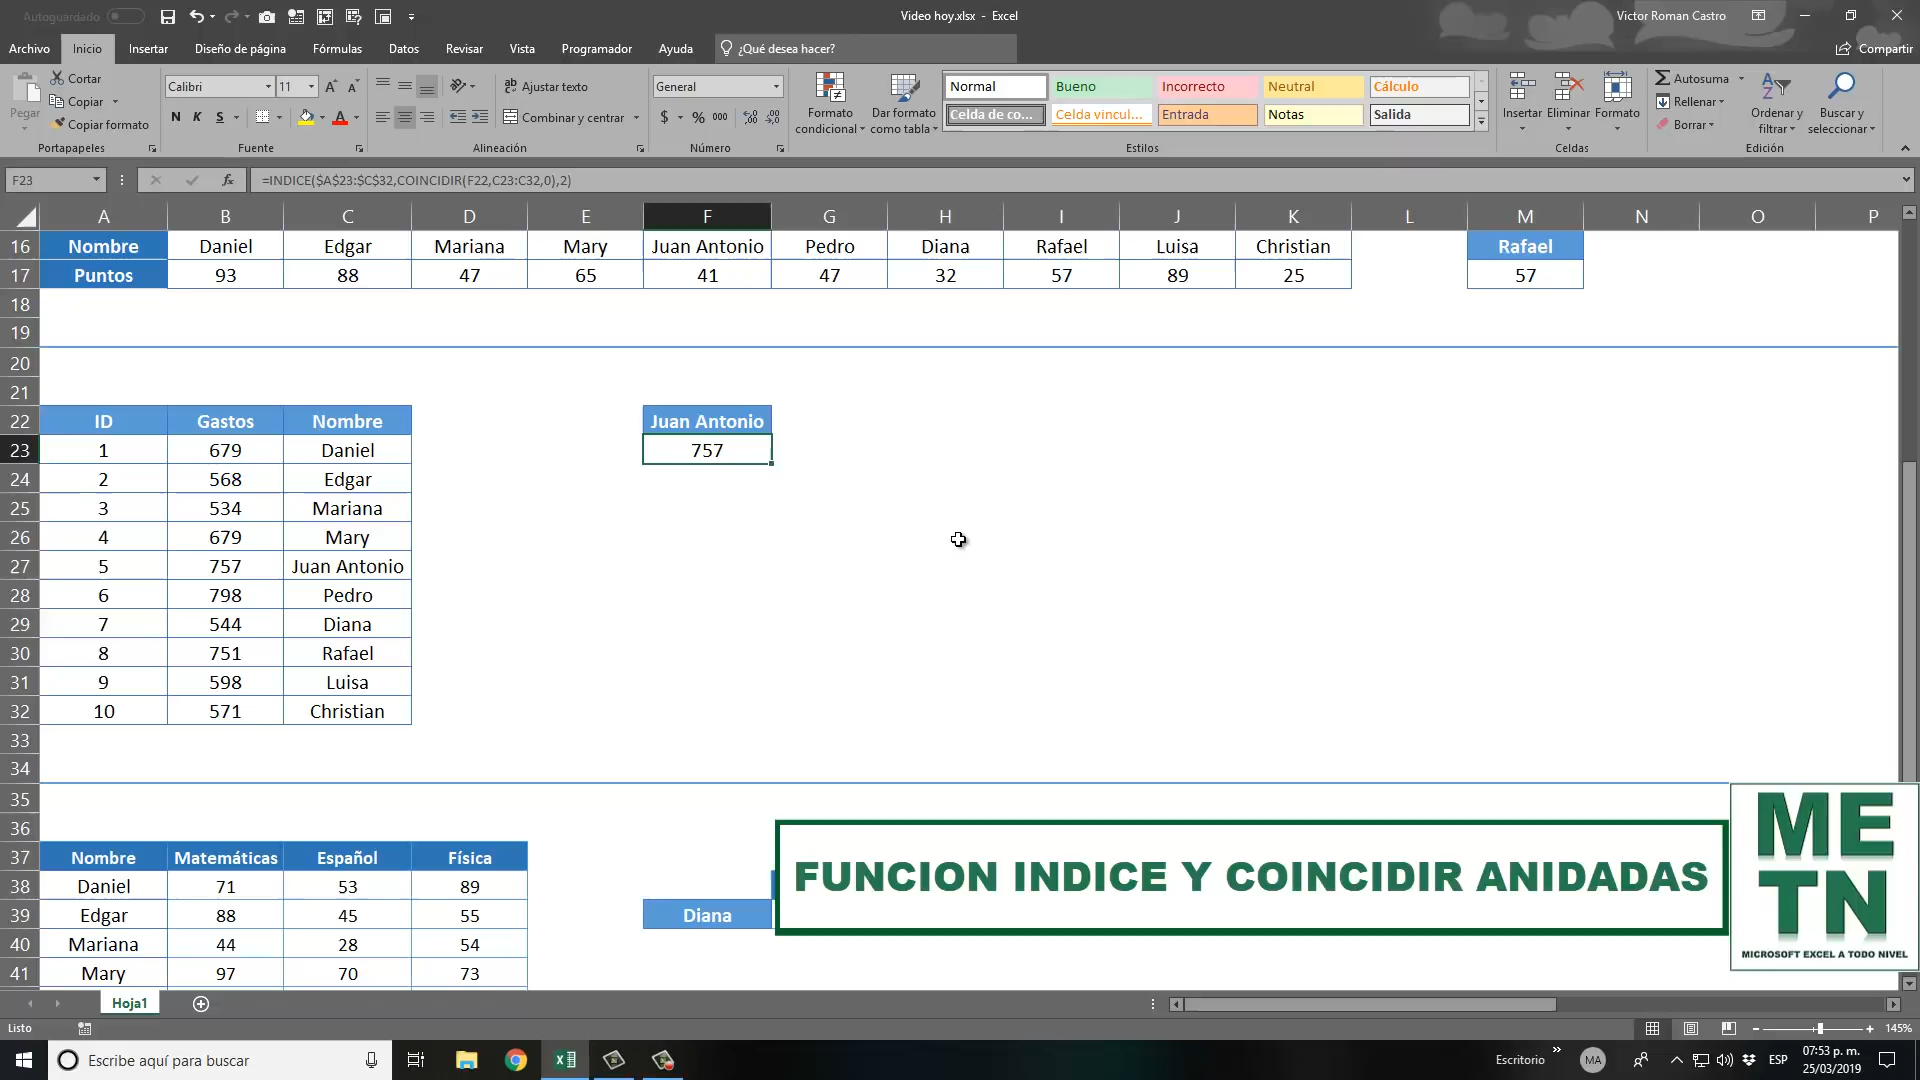 Autoguardado
Video hoy.xlsx - Excel
Victor Roman Castro
Archivo Inicio Insertar Diseño de página Fórmulas Datos Revisar Vista Programador Ayuda ¿Qué desea hacer? Compartir
Pegar
Cortar
Copiar
Copiar formato
Portapapeles
Calibri 11
N K S
Fuente
Ajustar texto
Combinar y centrar
Alineación
General
$ % 000
Número
Formato condicional
Dar formato como tabla
Normal Bueno Incorrecto Neutral Cálculo
Celda de co... Celda vincul... Entrada Notas Salida
Estilos
Insertar Eliminar Formato
Celdas
Autosuma
Rellenar
Borrar
Ordenar y filtrar
Buscar y seleccionar
Edición
F23 fx =INDICE($A$23:$C$32,COINCIDIR(F22,C23:C32,0),2)
A B C D E F G H I J K L M N O P
16 Nombre Daniel Edgar Mariana Mary Juan Antonio Pedro Diana Rafael Luisa Christian Rafael
17 Puntos 93 88 47 65 41 47 32 57 89 25 57
18
19
20
21
22 ID Gastos Nombre Juan Antonio
23 1 679 Daniel 757
24 2 568 Edgar
25 3 534 Mariana
26 4 679 Mary
27 5 757 Juan Antonio
28 6 798 Pedro
29 7 544 Diana
30 8 751 Rafael
31 9 598 Luisa
32 10 571 Christian
33
34
35
36
37 Nombre Matemáticas Español Física
38 Daniel 71 53 89
39 Edgar 88 45 55 Diana
40 Mariana 44 28 54
41 Mary 97 70 73
FUNCION INDICE Y COINCIDIR ANIDADAS
ME
TN
MICROSOFT EXCEL A TODO NIVEL
Hoja1
Listo
145%
Escribe aquí para buscar
Escritorio
MA
ESP
07:53 p. m.
25/03/2019